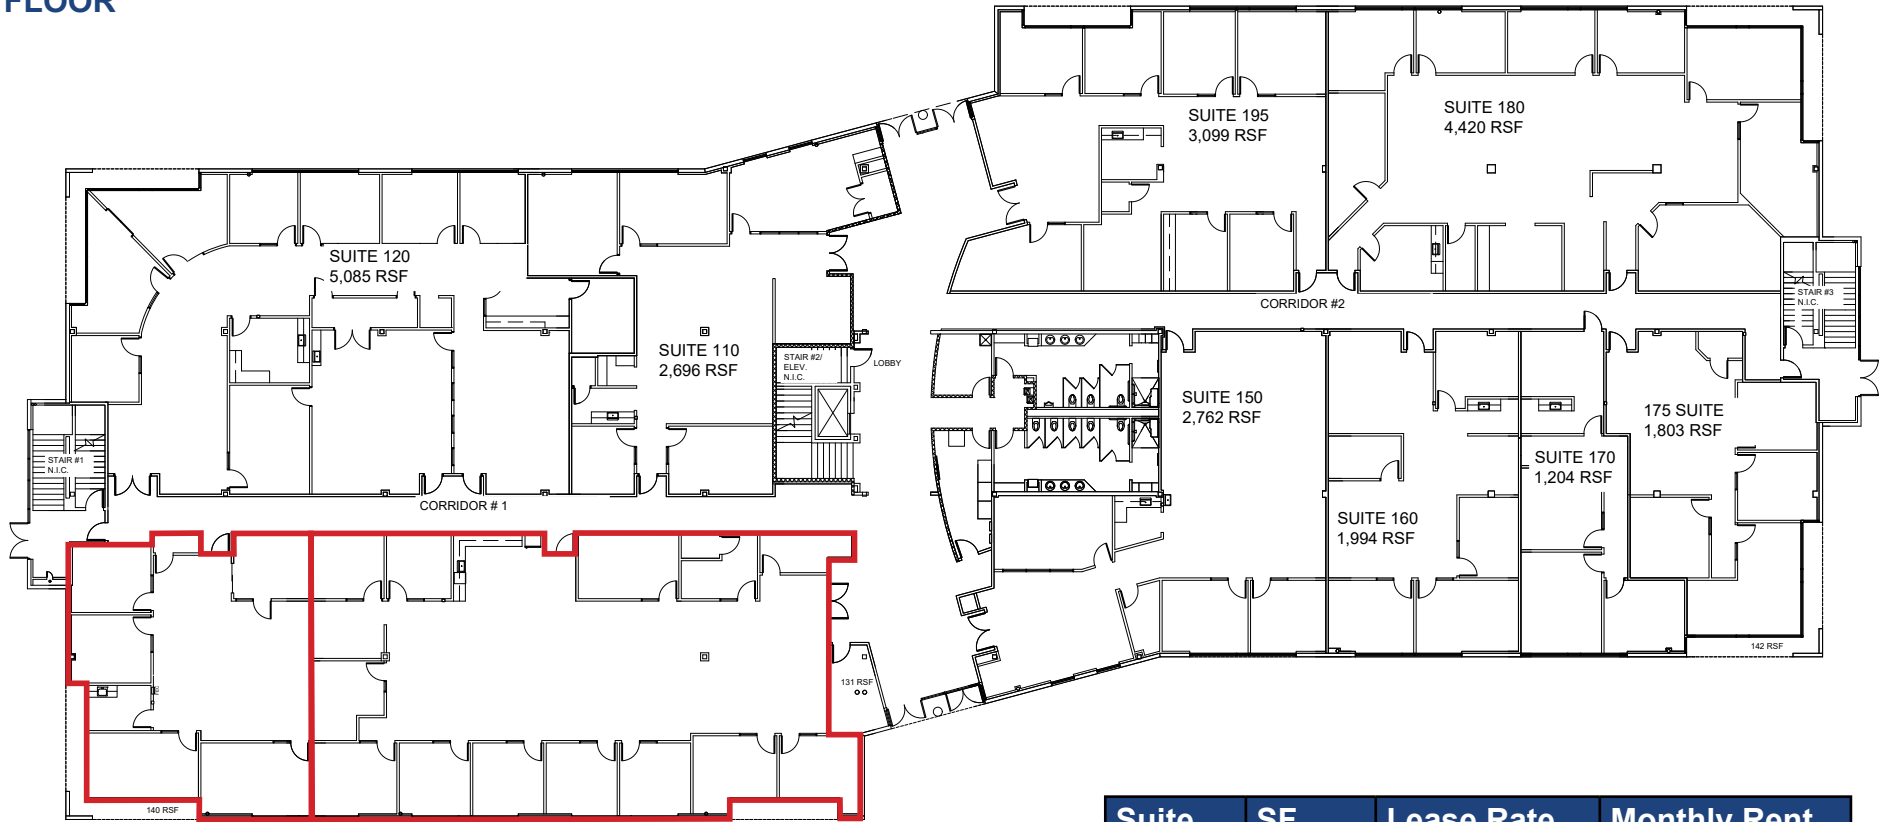 FLOOR
SUITE 195
3,099 RSF
SUITE 180
4,420 RSF
SUITE 120
5,085 RSF
STAIR #3
N.I.C.
CORRIDOR #2
SUITE 110
2,696 RSF
STAIR #2/
ELEV.
N.I.C.
LOBBY
SUITE 150
2,762 RSF
175 SUITE
1,803 RSF
STAIR #1
N.I.C.
SUITE 170
1,204 RSF
CORRIDOR # 1
SUITE 160
1,994 RSF
142 RSF
131 RSF
140 RSF
Suite SF Lease Rate Monthly Rent